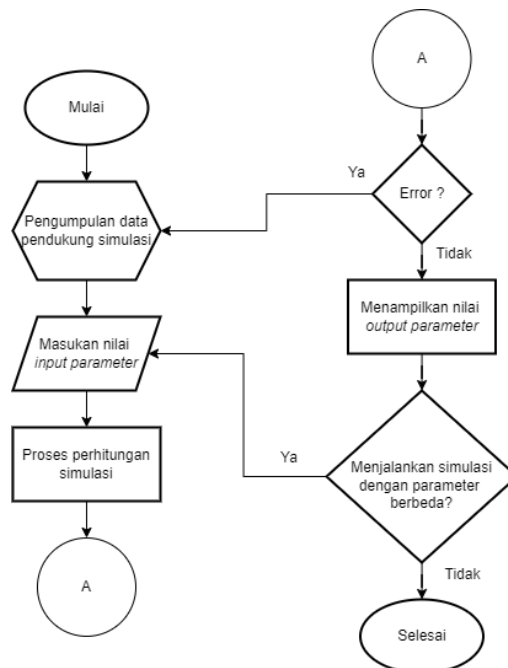 Mulai
Pengumpulan data
pendukung simulasi
Masukan nilai
input parameter
Proses perhitungan
simulasi
A
A
Error ?
Ya
Tidak
Menampilkan nilai
output parameter
Menjalankan simulasi
dengan parameter
berbeda?
Ya
Tidak
Selesai